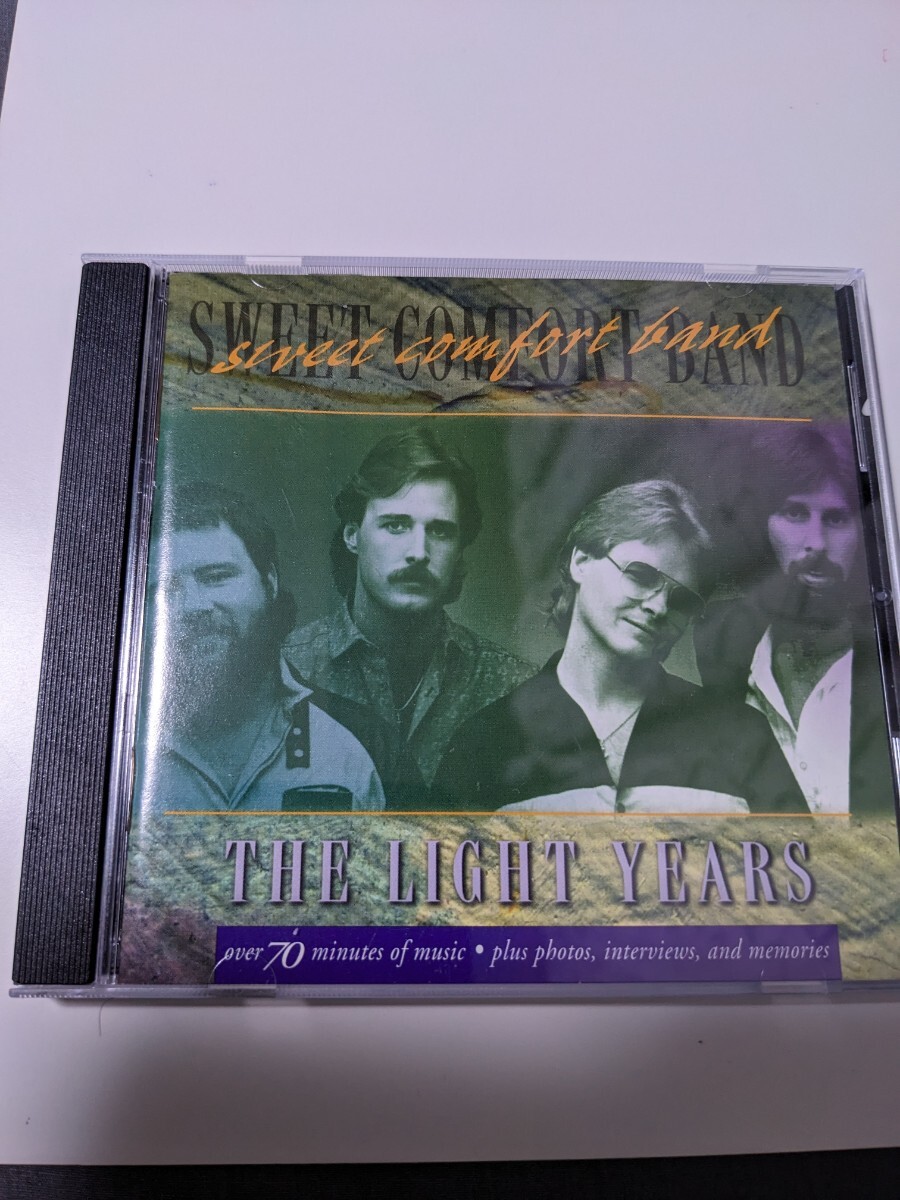 SWEET COMFORT BAND
sweet comfort band
THE LIGHT YEARS
over 70 minutes of music • plus photos, interviews, and memories